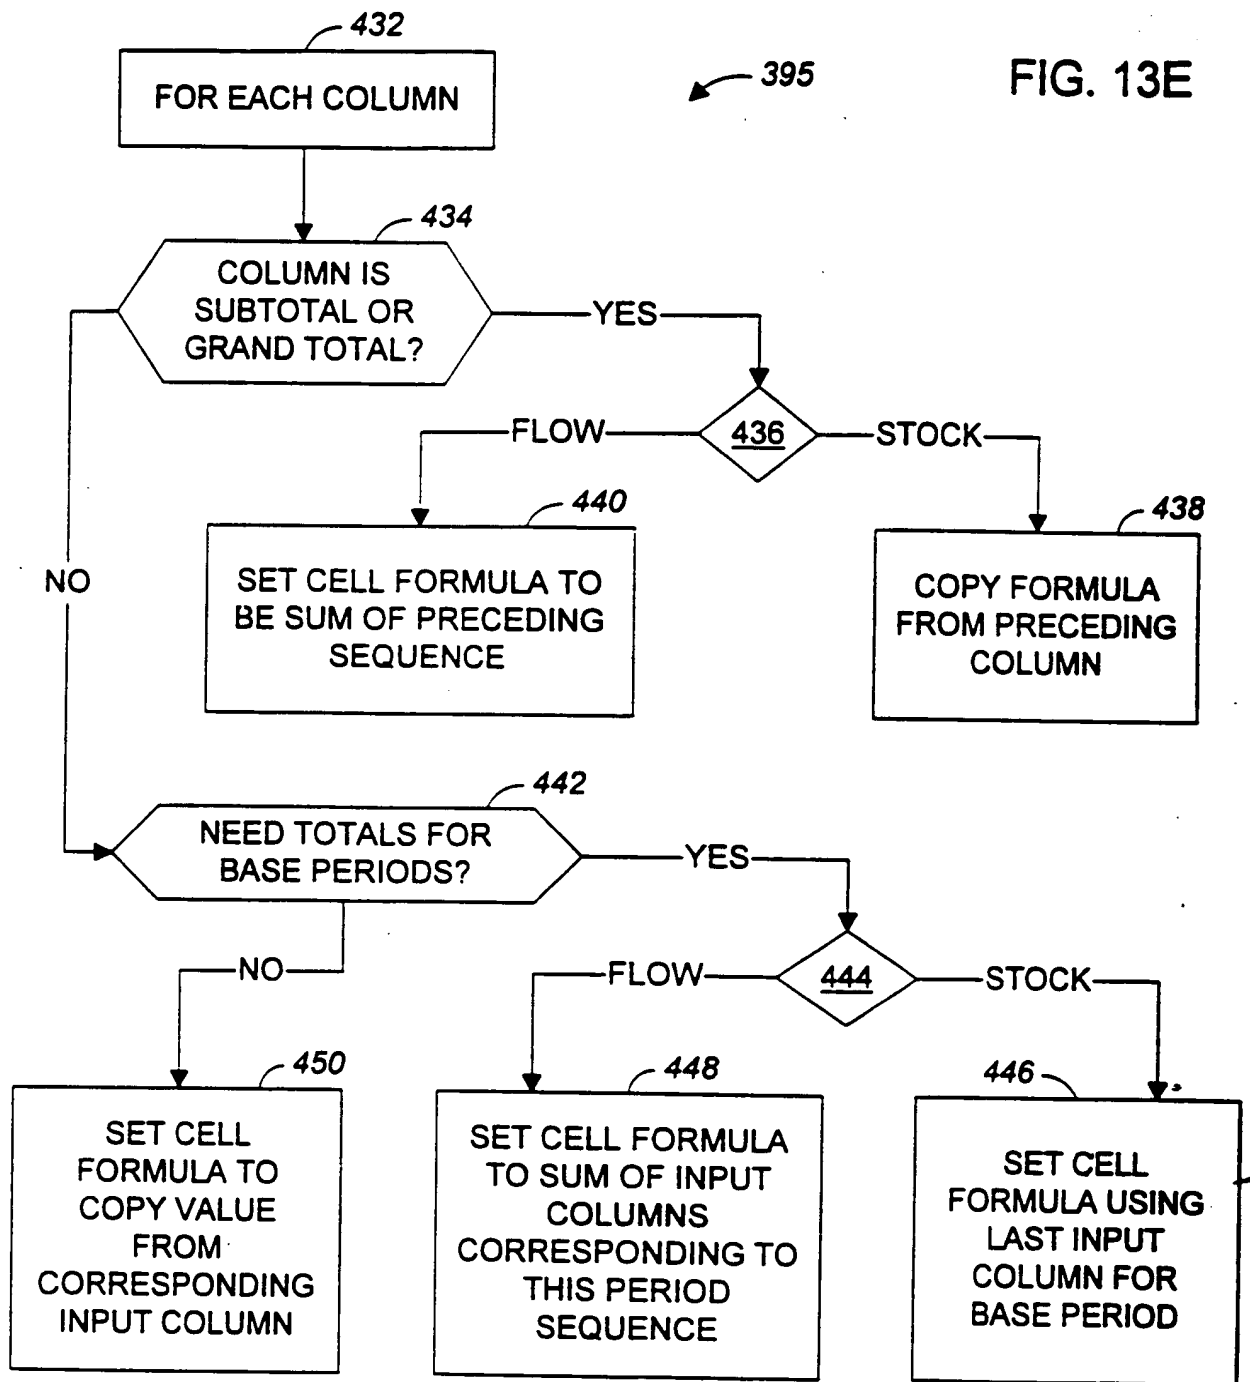 432
FOR EACH COLUMN
395
FIG. 13E
434
COLUMN IS
SUBTOTAL OR
GRAND TOTAL?
YES
NO
436
FLOW
STOCK
440
SET CELL FORMULA TO
BE SUM OF PRECEDING
SEQUENCE
438
COPY FORMULA
FROM PRECEDING
COLUMN
442
NEED TOTALS FOR
BASE PERIODS?
YES
NO
444
FLOW
STOCK
450
SET CELL
FORMULA TO
COPY VALUE
FROM
CORRESPONDING
INPUT COLUMN
448
SET CELL FORMULA
TO SUM OF INPUT
COLUMNS
CORRESPONDING TO
THIS PERIOD
SEQUENCE
446
SET CELL
FORMULA USING
LAST INPUT
COLUMN FOR
BASE PERIOD